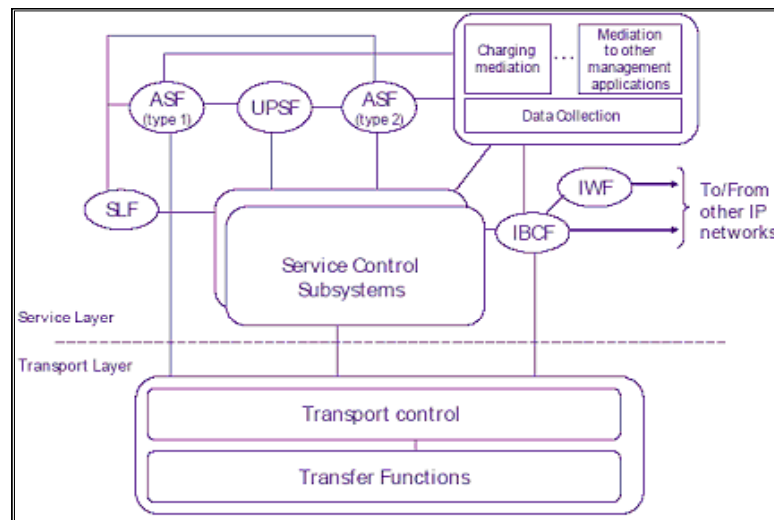 Charging
mediation
...
Mediation
to other
management
applications
Data Collection
ASF
(type 1)
UPSF
ASF
(type 2)
SLF
IWF
IBCF
To/From
other IP
networks
Service Control
Subsystems
Service Layer
Transport Layer
Transport control
Transfer Functions